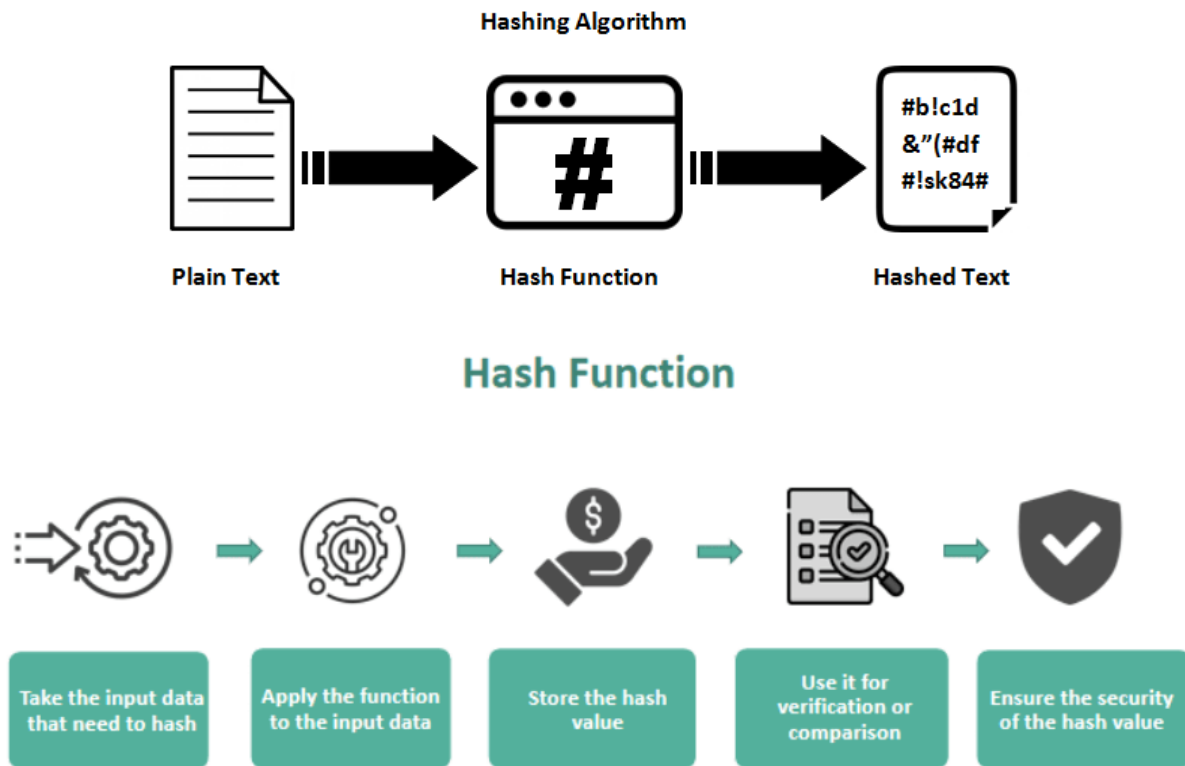 Hashing Algorithm
#
#b!c1d
&”(#df
#!sk84#
Plain Text
Hash Function
Hashed Text
Hash Function
$
Take the input data
that need to hash
Apply the function
to the input data
Store the hash
value
Use it for
verification or
comparison
Ensure the security
of the hash value